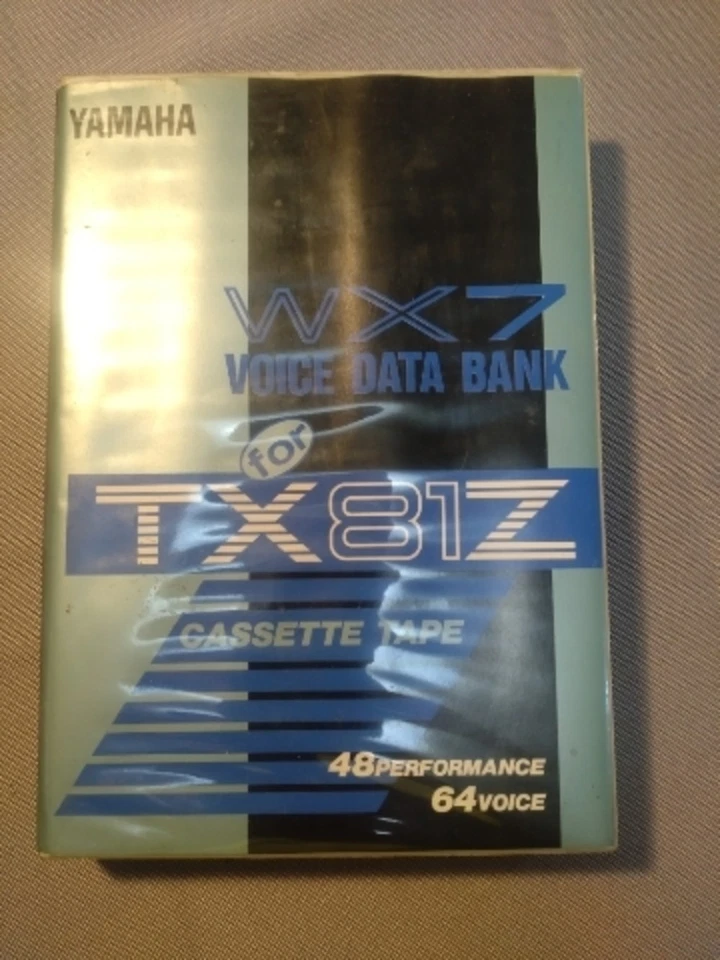 YAMAHA
WX7
VOICE DATA BANK
for
TX81Z
CASSETTE TAPE
48PERFORMANCE
64VOICE